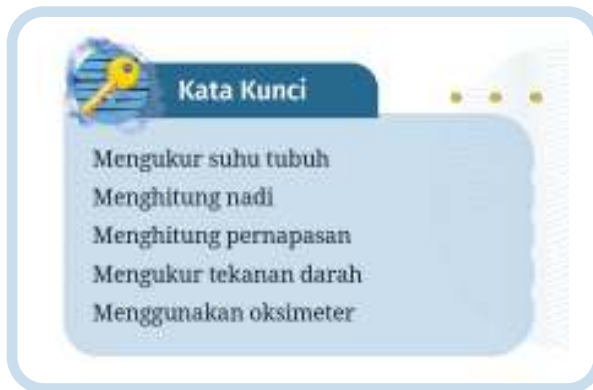 Kata Kunci
Mengukur suhu tubuh
Menghitung nadi
Menghitung pernapasan
Mengukur tekanan darah
Menggunakan oksimeter